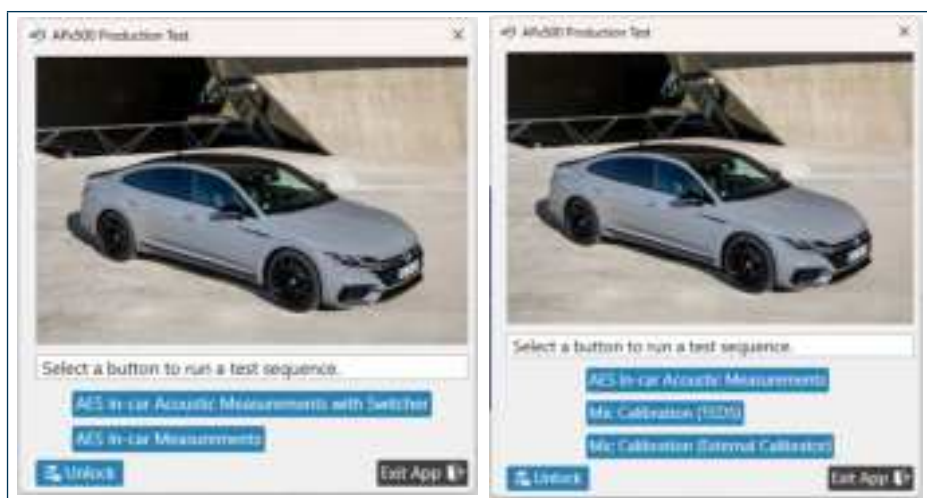 APx500 Production Test
Select a button to run a test sequence.
AES In-car Acoustic Measurements with Switcher
AES In-car Measurements
Unlock
Exit App
APx500 Production Test
Select a button to run a test sequence.
AES In-car Acoustic Measurements
Mic Calibration (TEDS)
Mic Calibration (External Calibrator)
Unlock
Exit App